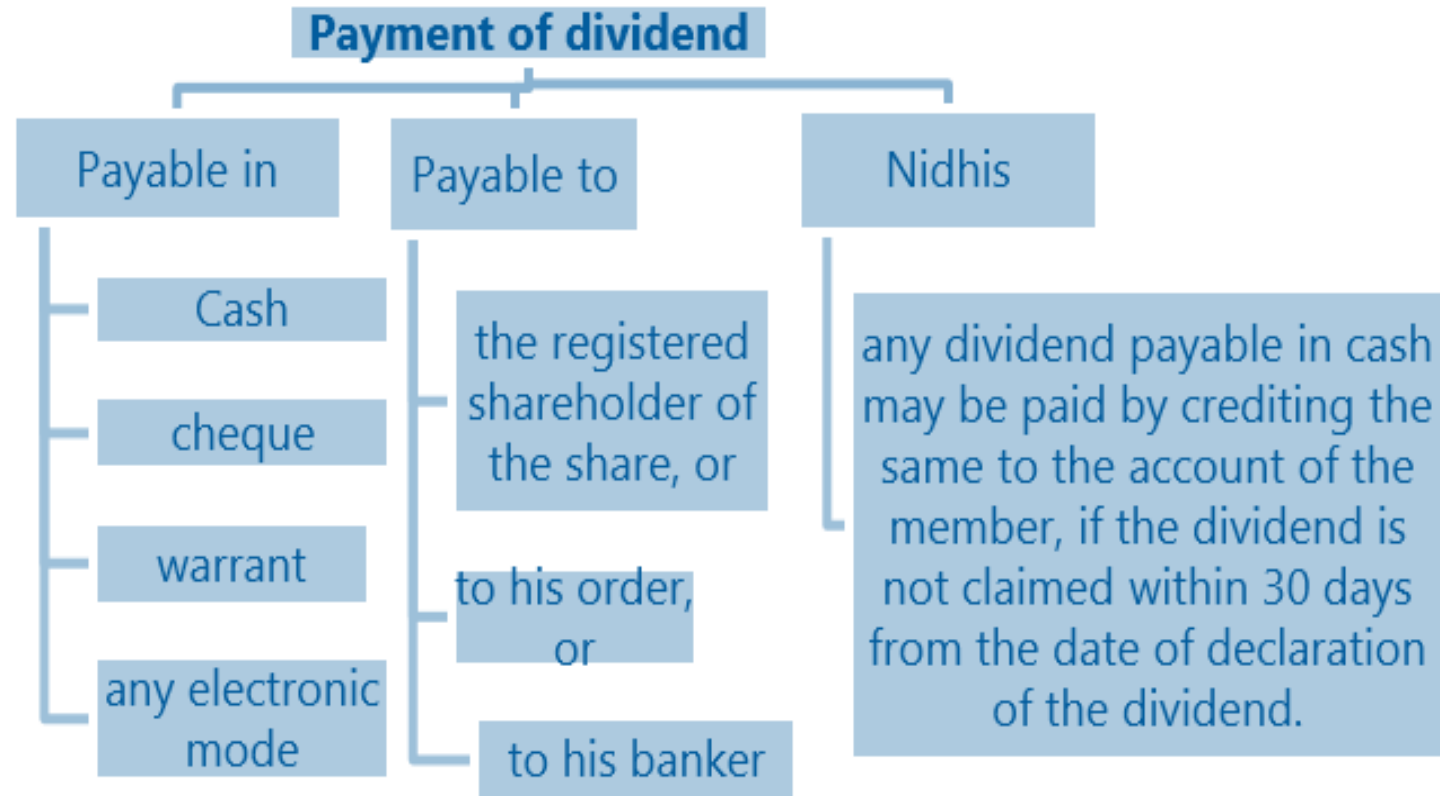 Payment of dividend
Payable in
Cash
cheque
warrant
any electronic
mode
Payable to
the registered
shareholder of
the share, or
to his order,
or
to his banker
Nidhis
any dividend payable in cash
may be paid by crediting the
same to the account of the
member, if the dividend is
not claimed within 30 days
from the date of declaration
of the dividend.